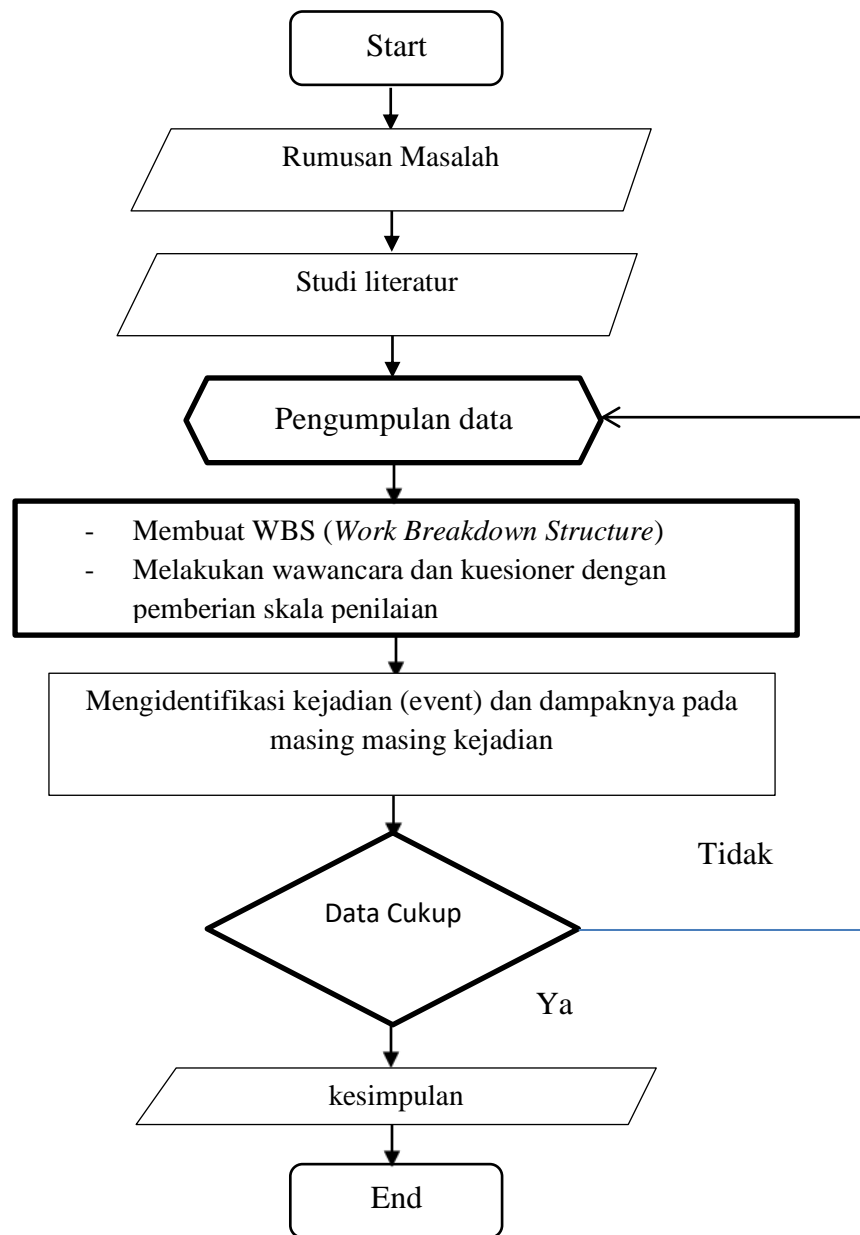 Start
Rumusan Masalah
Studi literatur
Pengumpulan data
- Membuat WBS (Work Breakdown Structure)
- Melakukan wawancara dan kuesioner dengan
pemberian skala penilaian
Mengidentifikasi kejadian (event) dan dampaknya pada
masing masing kejadian
Tidak
Data Cukup
Ya
kesimpulan
End